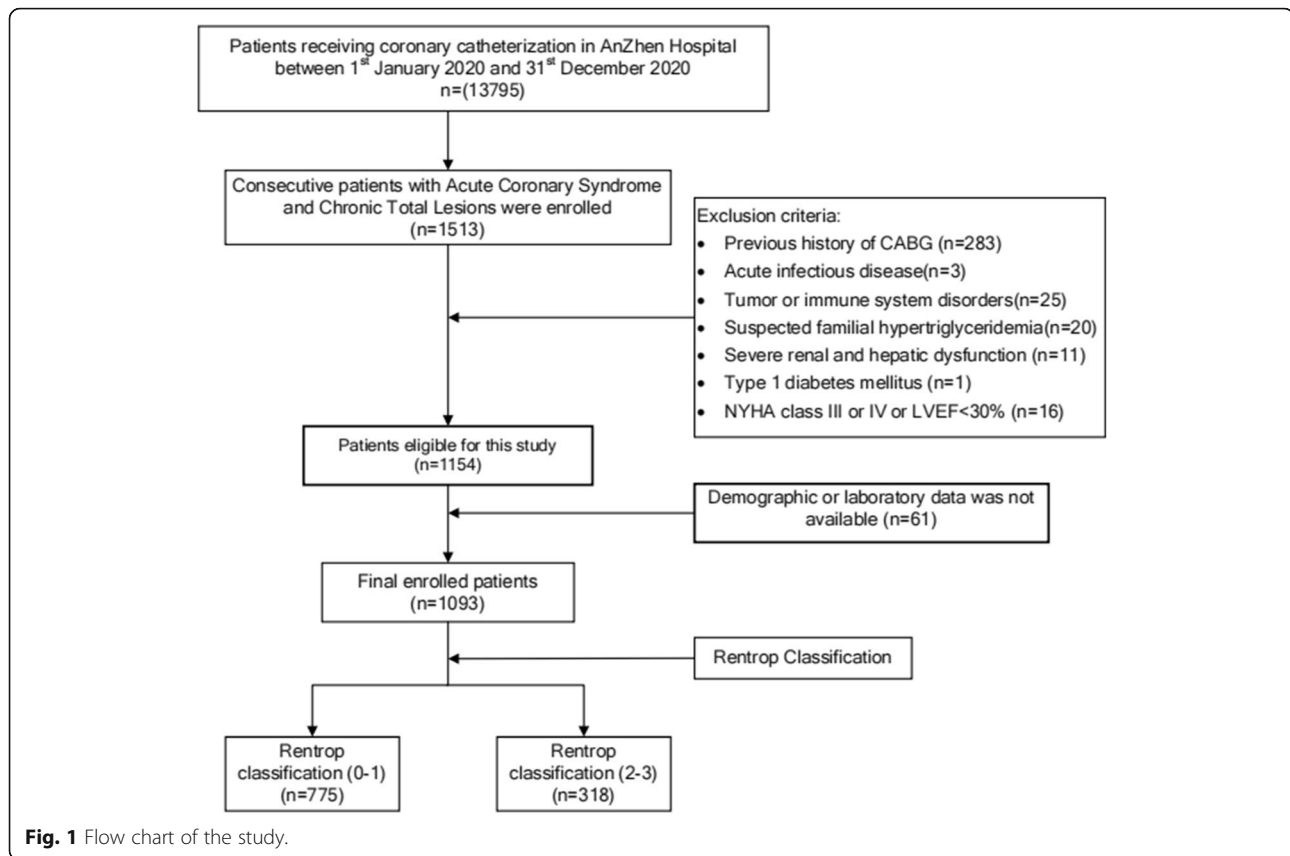 Patients receiving coronary catheterization in AnZhen Hospital
between 1st January 2020 and 31st December 2020
n=(13795)
Consecutive patients with Acute Coronary Syndrome
and Chronic Total Lesions were enrolled
(n=1513)
Exclusion criteria:
• Previous history of CABG (n=283)
• Acute infectious disease(n=3)
• Tumor or immune system disorders(n=25)
• Suspected familial hypertriglyceridemia(n=20)
• Severe renal and hepatic dysfunction (n=11)
• Type 1 diabetes mellitus (n=1)
• NYHA class III or IV or LVEF<30% (n=16)
Patients eligible for this study
(n=1154)
Demographic or laboratory data was not
available (n=61)
Final enrolled patients
(n=1093)
Rentrop Classification
Rentrop
classification (0-1)
(n=775)
Rentrop
classification (2-3)
(n=318)
Fig. 1 Flow chart of the study.